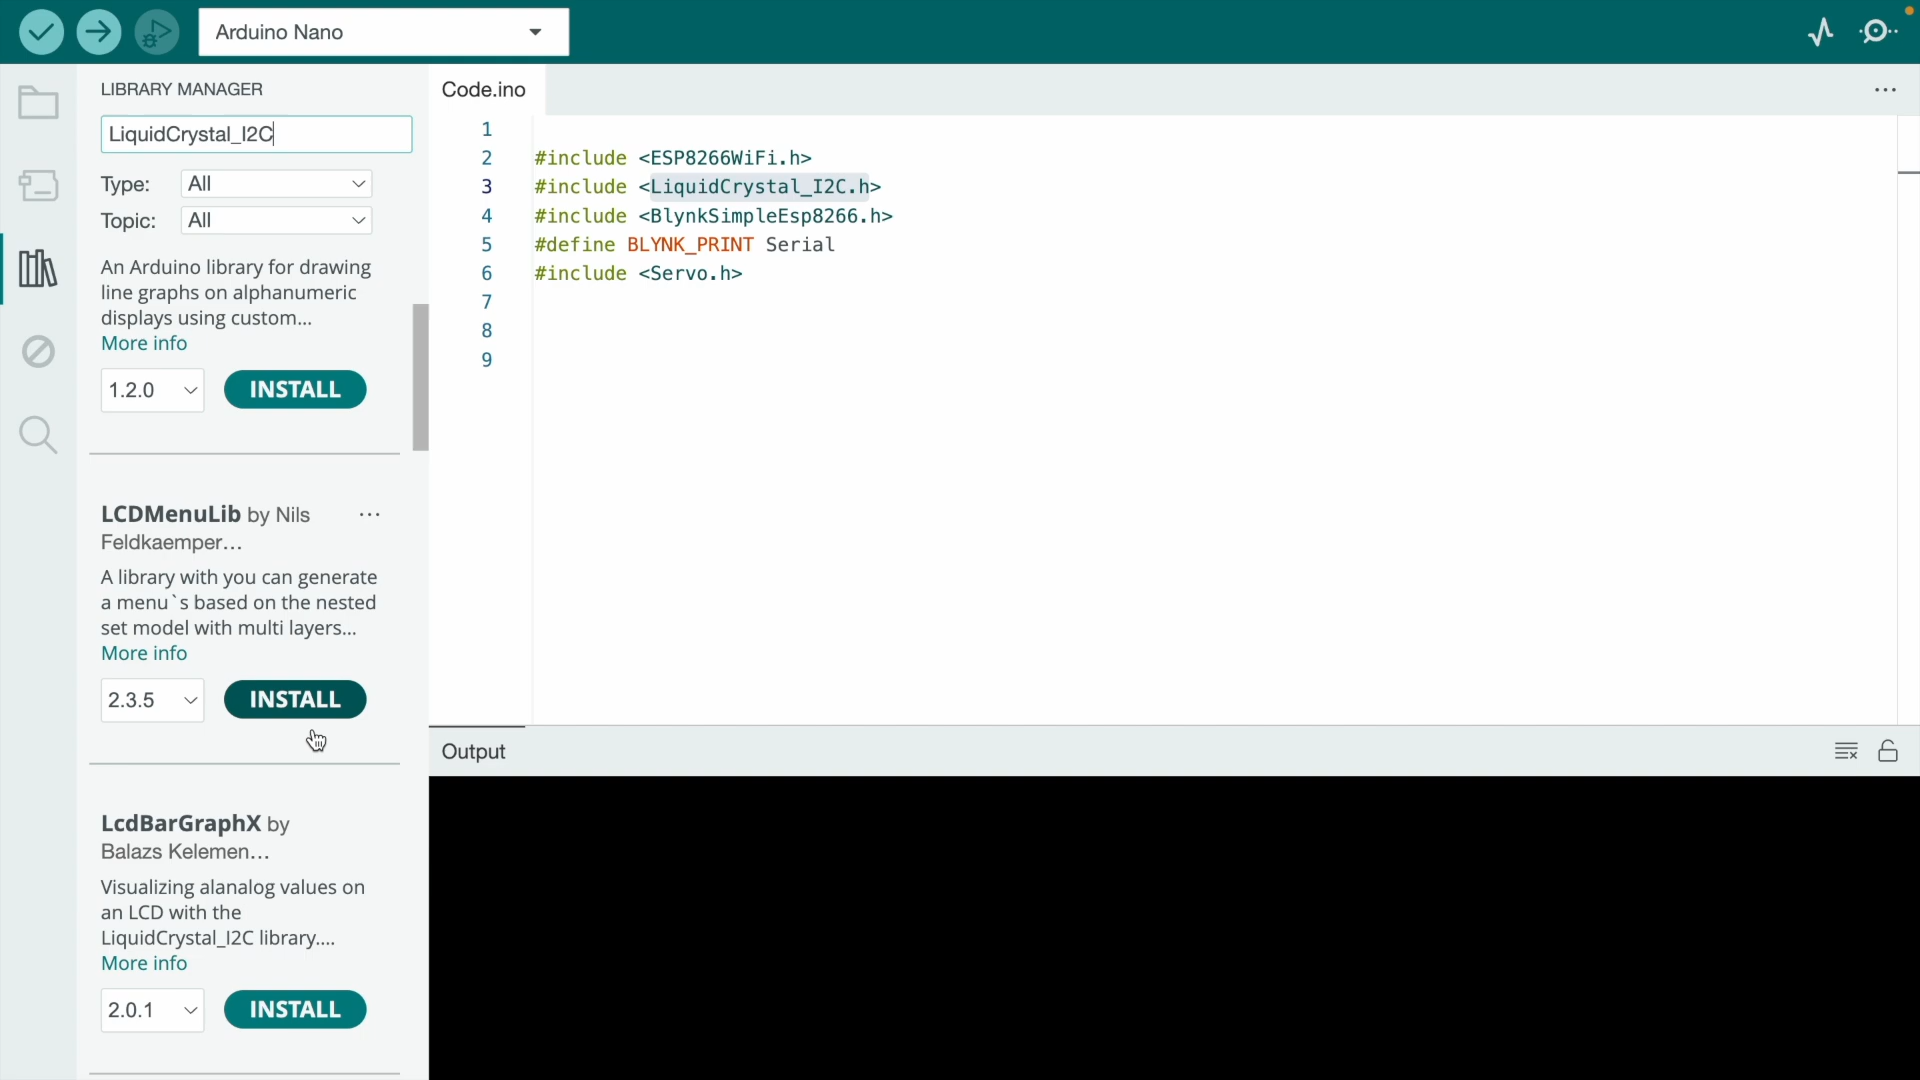 Arduino Nano
LIBRARY MANAGER
LiquidCrystal_I2C
Type: All
Topic: All
An Arduino library for drawing
line graphs on alphanumeric
displays using custom...
More info
1.2.0 INSTALL
LCDMenuLib by Nils
Feldkaemper...
A library with you can generate
a menu`s based on the nested
set model with multi layers...
More info
2.3.5 INSTALL
LcdBarGraphX by
Balazs Kelemen...
Visualizing alanalog values on
an LCD with the
LiquidCrystal_I2C library....
More info
2.0.1 INSTALL
Code.ino
1
2 #include <ESP8266WiFi.h>
3 #include <LiquidCrystal_I2C.h>
4 #include <BlynkSimpleEsp8266.h>
5 #define BLYNK_PRINT Serial
6 #include <Servo.h>
7
8
9
Output